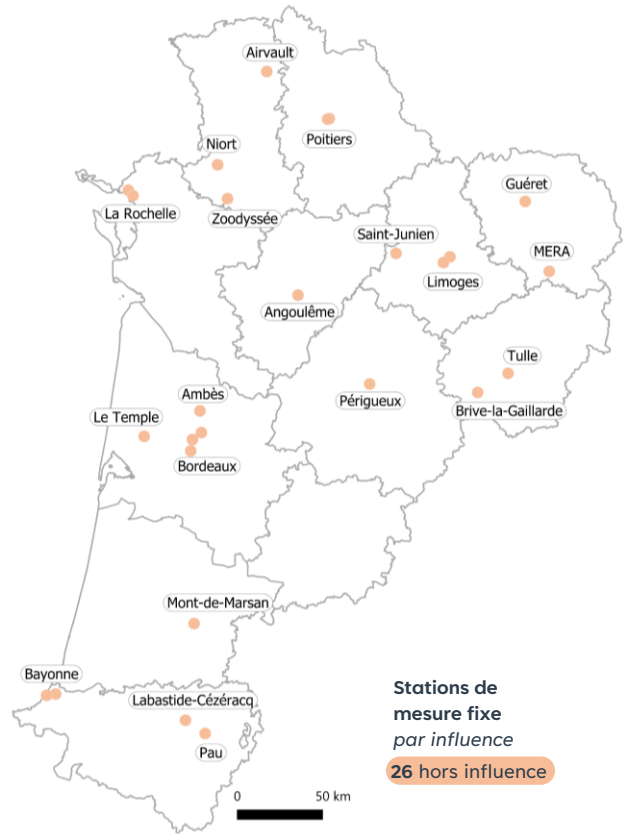 Airvault
Poitiers
Niort
La Rochelle
Zoodyssée
Guéret
Saint-Junien
MERA
Limoges
Angoulême
Tulle
Périgueux
Brive-la-Gaillarde
Ambès
Le Temple
Bordeaux
Mont-de-Marsan
Bayonne
Labastide-Cézéracq
Pau
Stations de
mesure fixe
par influence
26 hors influence
0 50 km